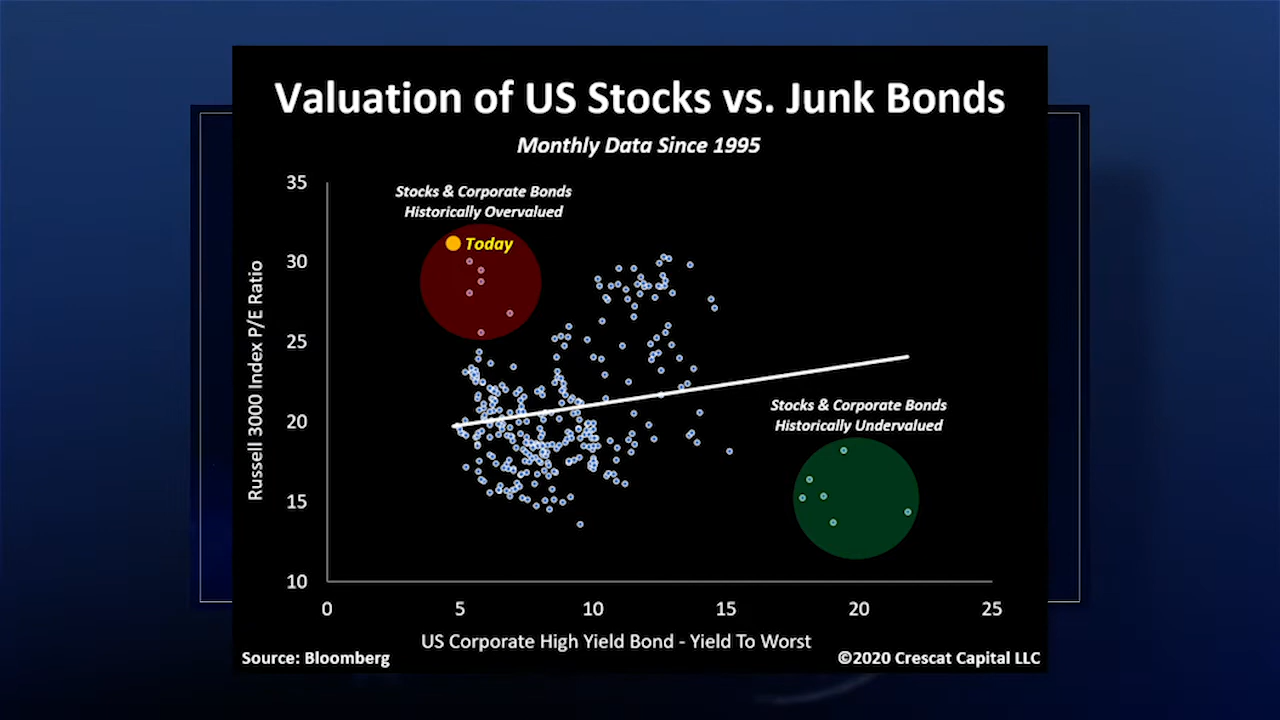 Valuation of US Stocks vs. Junk Bonds
Monthly Data Since 1995
Stocks & Corporate Bonds
Historically Overvalued
Today
Russell 3000 Index P/E Ratio
35
30
25
20
15
10
Stocks & Corporate Bonds
Historically Undervalued
0 5 10 15 20 25
US Corporate High Yield Bond - Yield To Worst
Source: Bloomberg
©2020 Crescat Capital LLC